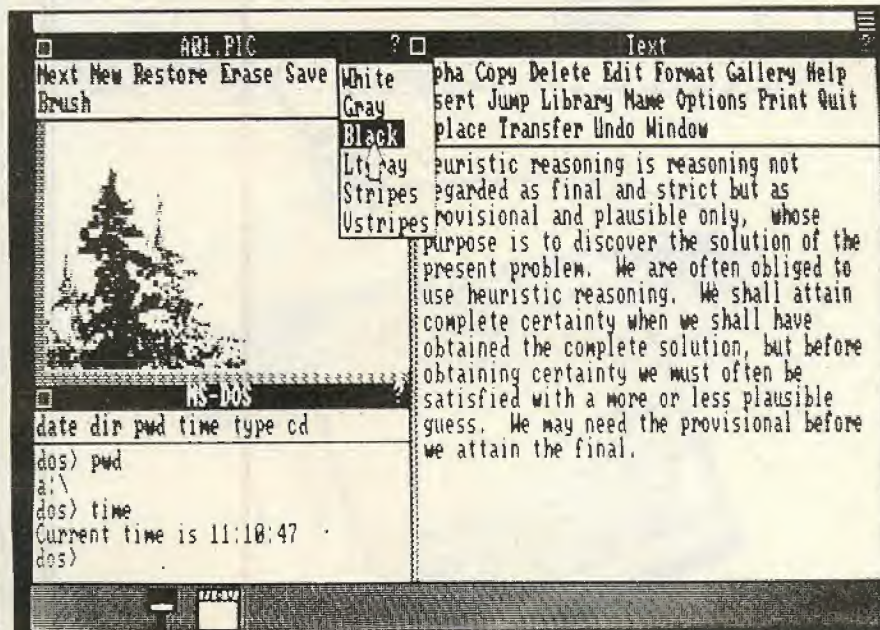 A01.PIC ?
Next New Restore Erase Save
Brush
White
Gray
Black
Ltgray
Stripes
Vstripes
MS-DOS ?
date dir pwd time type cd
dos> pwd
a:\
dos> time
Current time is 11:10:47
dos>
Text ?
pha Copy Delete Edit Format Gallery Help
sert Jump Library Name Options Print Quit
place Transfer Undo Window
euristic reasoning is reasoning not
egarded as final and strict but as
rovisional and plausible only, whose
purpose is to discover the solution of the
present problem. We are often obliged to
use heuristic reasoning. We shall attain
complete certainty when we shall have
obtained the complete solution, but before
obtaining certainty we must often be
satisfied with a more or less plausible
guess. We may need the provisional before
we attain the final.